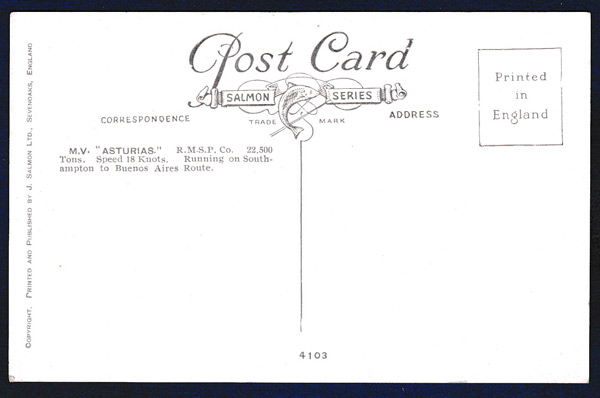 Post Card
SALMON SERIES
TRADE MARK
CORRESPONDENCE
ADDRESS
Printed
in
England
M.V. "ASTURIAS." R.M.S.P. Co. 22,500
Tons. Speed 18 Knots. Running on South-
ampton to Buenos Aires Route.
COPYRIGHT. PRINTED AND PUBLISHED BY J. SALMON LTD., SEVENOAKS, ENGLAND
4103